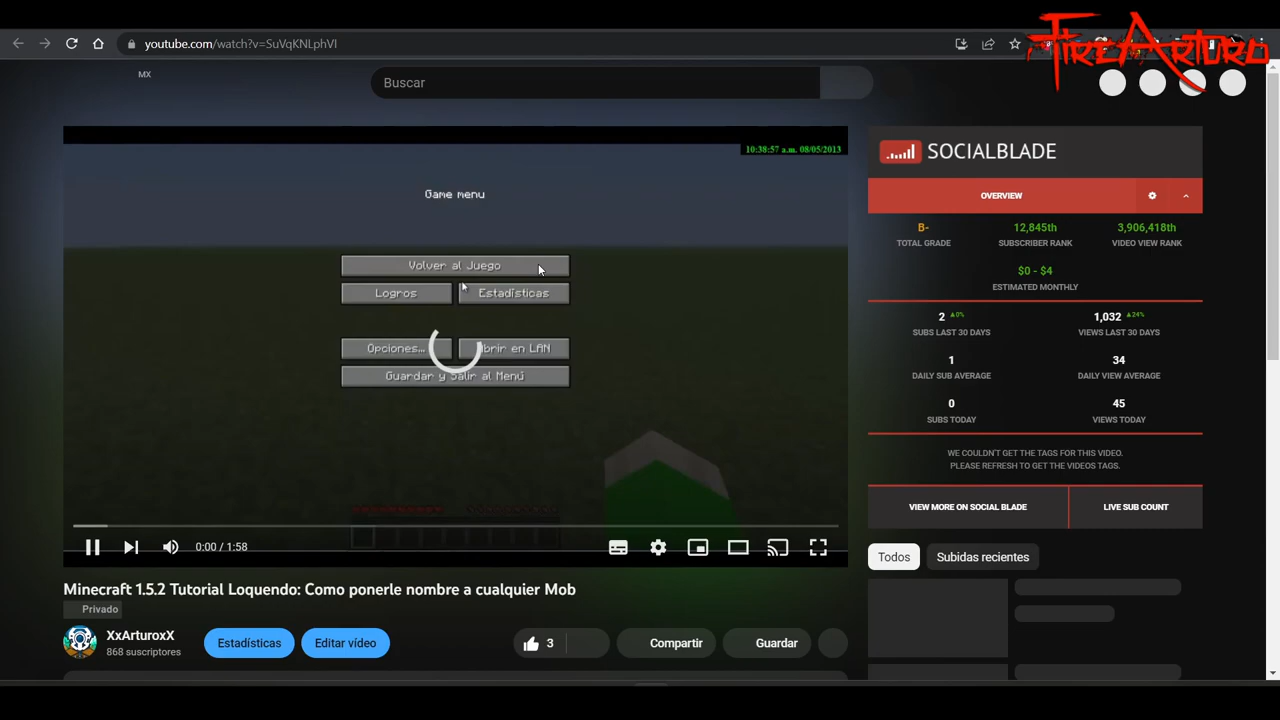 youtube.com/watch?v=SuVqKNLphVI
FireArturo
MX
Buscar
10:38:57 a.m. 08/05/2013
Game menu
Volver al Juego
Logros
Estadísticas
Opciones...
brir en LAN
Guardar y Salir al Menú
0:00 / 1:58
Minecraft 1.5.2 Tutorial Loquendo: Como ponerle nombre a cualquier Mob
Privado
XxArturoxX
868 suscriptores
Estadísticas
Editar vídeo
3
Compartir
Guardar
SOCIALBLADE
OVERVIEW
B-
12,845th
3,906,418th
TOTAL GRADE
SUBSCRIBER RANK
VIDEO VIEW RANK
$0 - $4
ESTIMATED MONTHLY
2 ▲0%
1,032 ▲24%
SUBS LAST 30 DAYS
VIEWS LAST 30 DAYS
1
34
DAILY SUB AVERAGE
DAILY VIEW AVERAGE
0
45
SUBS TODAY
VIEWS TODAY
WE COULDN'T GET THE TAGS FOR THIS VIDEO.
PLEASE REFRESH TO GET THE VIDEOS TAGS.
VIEW MORE ON SOCIAL BLADE
LIVE SUB COUNT
Todos
Subidas recientes